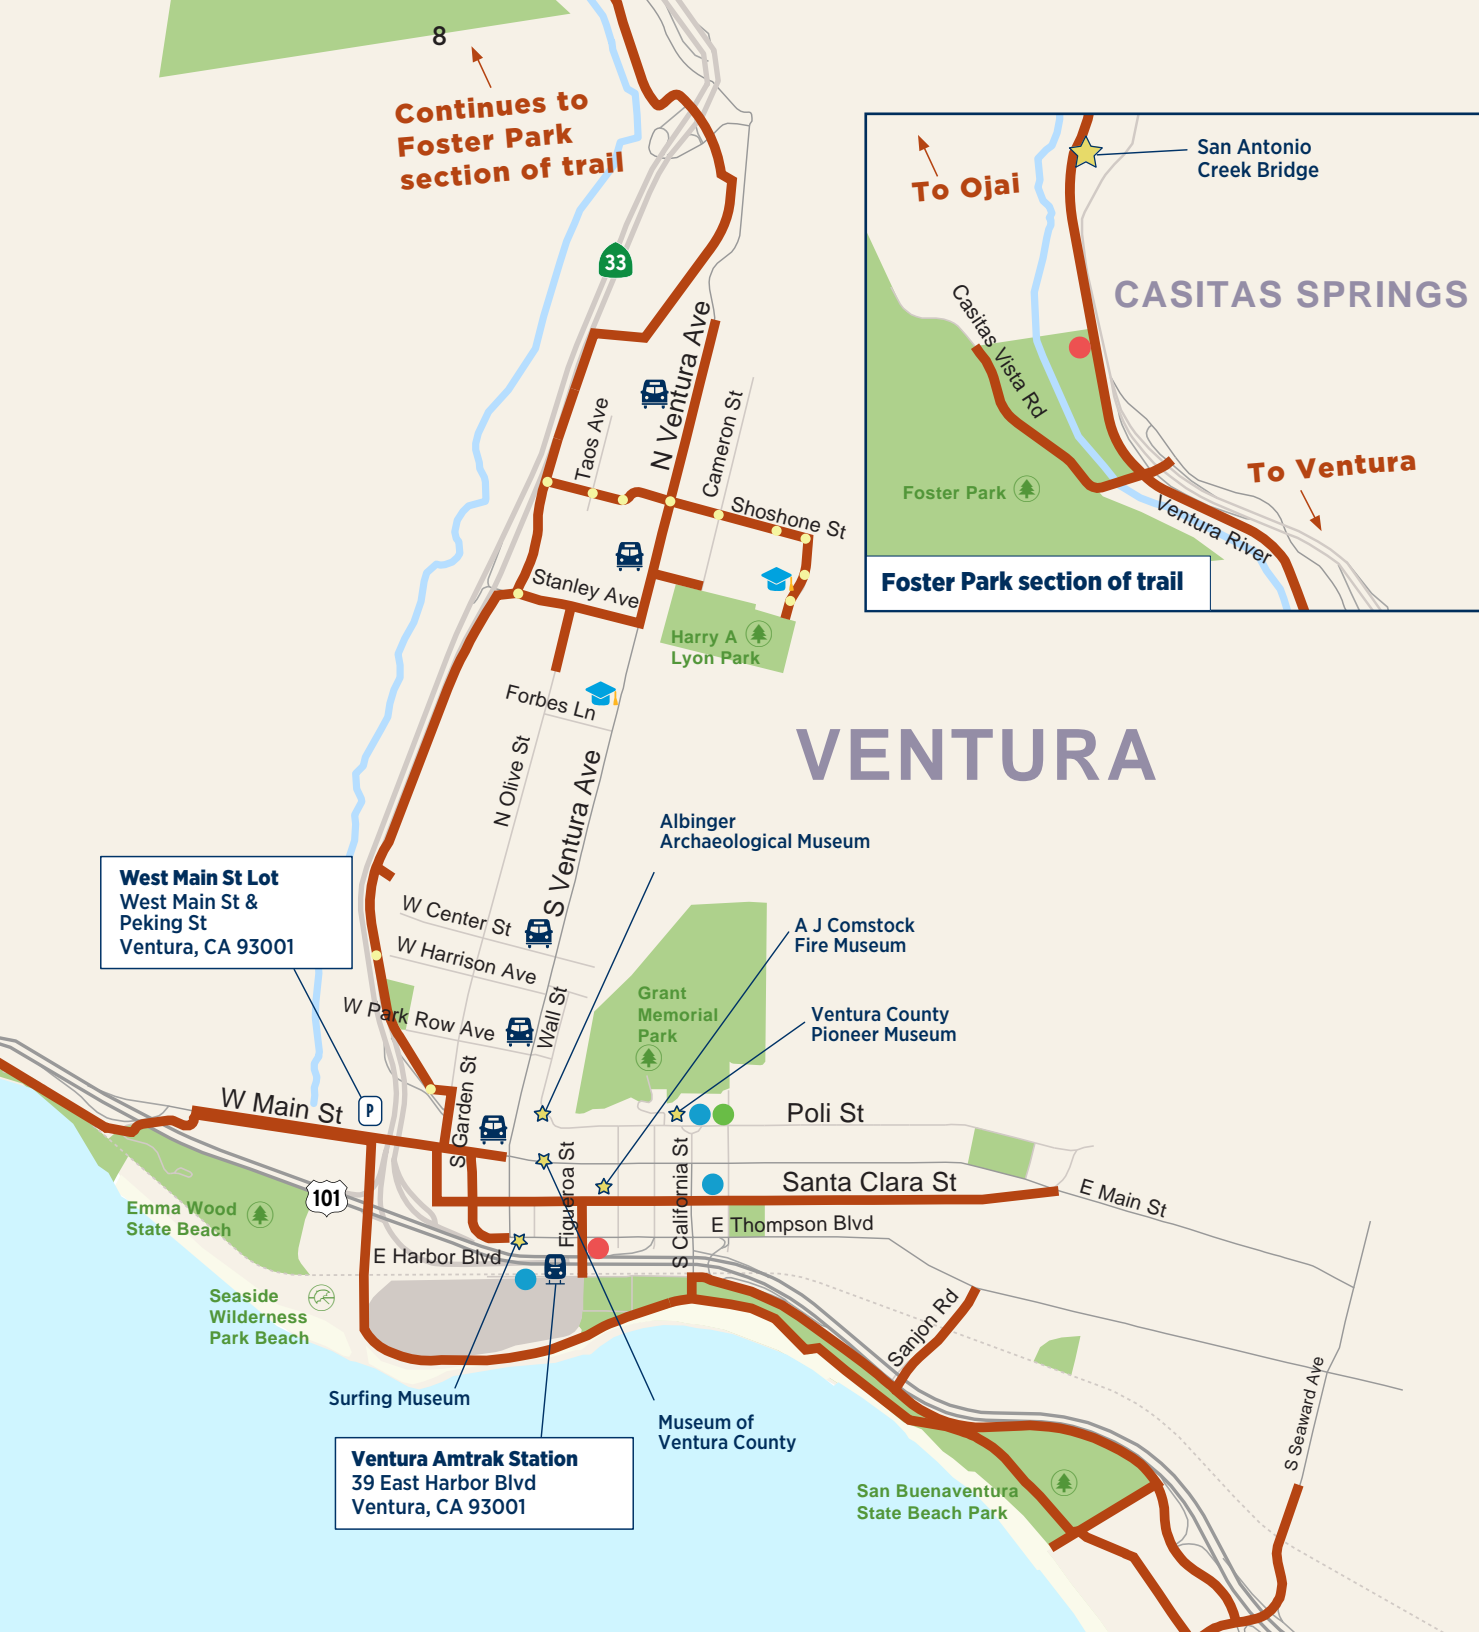 8
Continues to
Foster Park
section of trail
33
To Ojai
San Antonio
Creek Bridge
CASITAS SPRINGS
Casitas Vista Rd
Foster Park
To Ventura
Ventura River
Foster Park section of trail
N Ventura Ave
Taos Ave
Cameron St
Shoshone St
Stanley Ave
Harry A
Lyon Park
Forbes Ln
N Olive St
S Ventura Ave
VENTURA
Albinger
Archaeological Museum
West Main St Lot
West Main St &
Peking St
Ventura, CA 93001
W Center St
W Harrison Ave
W Park Row Ave
Wall St
A J Comstock
Fire Museum
Grant
Memorial
Park
Ventura County
Pioneer Museum
W Main St
P
S Garden St
Poli St
Figueroa St
S California St
Santa Clara St
E Main St
E Thompson Blvd
101
Emma Wood
State Beach
E Harbor Blvd
Seaside
Wilderness
Park Beach
Sanjon Rd
S Seaward Ave
Surfing Museum
Museum of
Ventura County
Ventura Amtrak Station
39 East Harbor Blvd
Ventura, CA 93001
San Buenaventura
State Beach Park